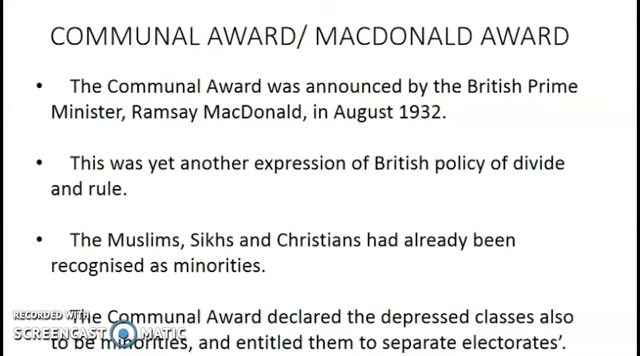 COMMUNAL AWARD/ MACDONALD AWARD
• The Communal Award was announced by the British Prime
Minister, Ramsay MacDonald, in August 1932.
• This was yet another expression of British policy of divide
and rule.
• The Muslims, Sikhs and Christians had already been
recognised as minorities.
• The Communal Award declared the depressed classes also
to be minorities, and entitled them to separate electorates'.
RECORDED WITH
SCREENCAST MATIC